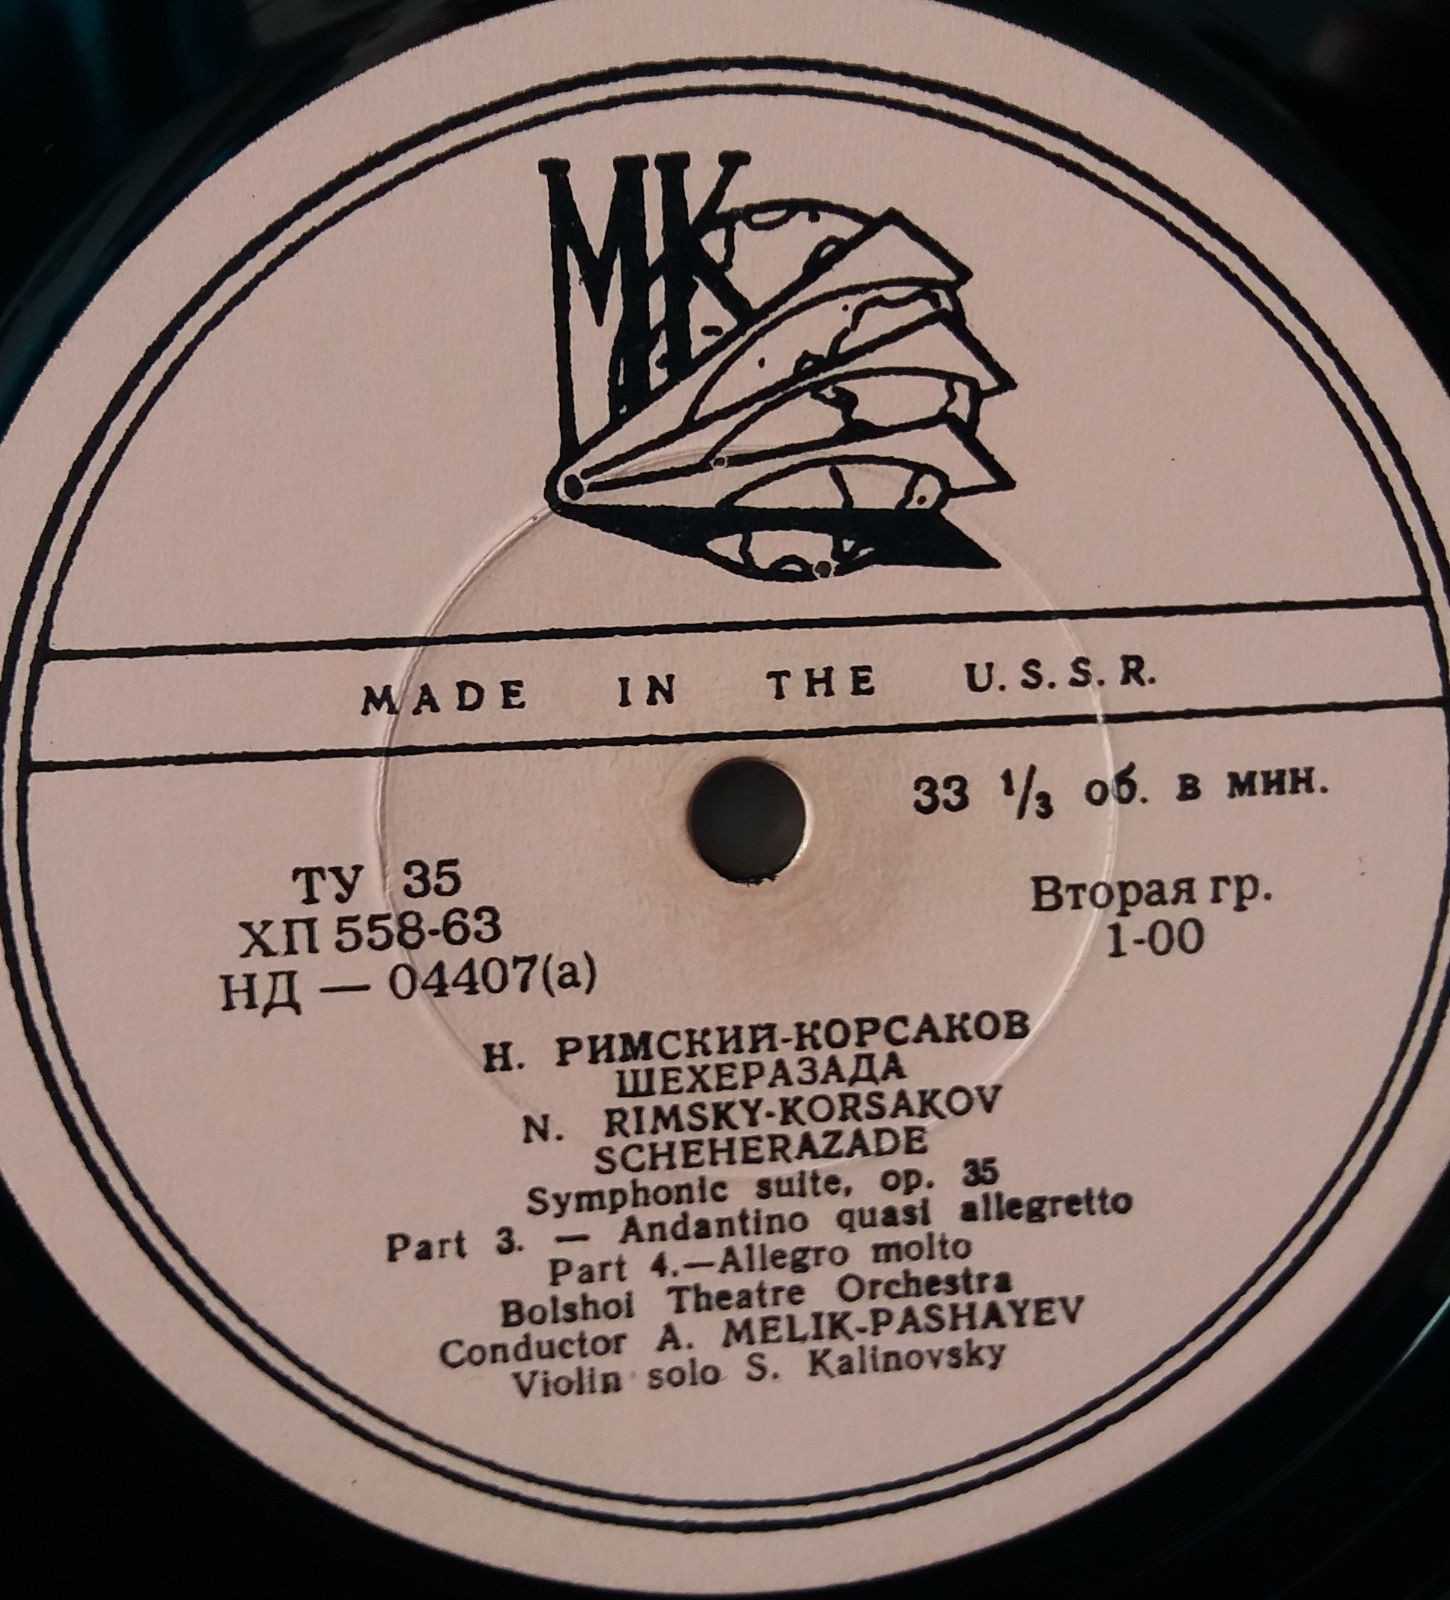 МК
MADE IN THE U.S.S.R.
33 1/3 об. в мин.
ТУ 35
ХП 558-63
НД — 04407(а)
Вторая гр.
1-00
Н. РИМСКИЙ-КОРСАКОВ
ШЕХЕРАЗАДА
N. RIMSKY-KORSAKOV
SCHEHERAZADE
Symphonic suite, op. 35
Part 3. — Andantino quasi allegretto
Part 4.—Allegro molto
Bolshoi Theatre Orchestra
Conductor A. MELIK-PASHAYEV
Violin solo S. Kalinovsky